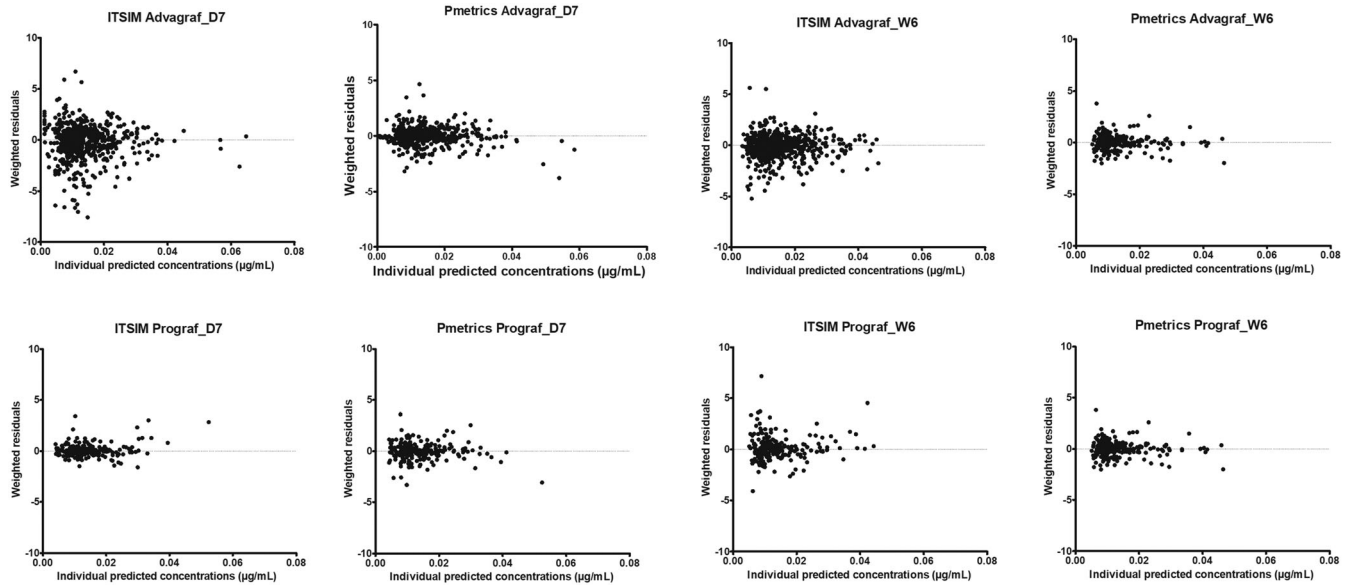 ITSIM Advagraf_D7
10
5
0
-5
-10
Weighted residuals
0.00 0.02 0.04 0.06 0.08
Individual predicted concentrations (µg/mL)
Pmetrics Advagraf_D7
10
5
0
-5
-10
Weighted residuals
0.00 0.02 0.04 0.06 0.08
Individual predicted concentrations (µg/mL)
ITSIM Advagraf_W6
10
5
0
-5
-10
Weighted residuals
0.00 0.02 0.04 0.06 0.08
Individual predicted concentrations (µg/mL)
Pmetrics Advagraf_W6
10
5
0
-5
-10
Weighted residuals
0.00 0.02 0.04 0.06 0.08
Individual predicted concentrations (µg/mL)
ITSIM Prograf_D7
10
5
0
-5
-10
Weighted residuals
0.00 0.02 0.04 0.06 0.08
Individual predicted concentrations (µg/mL)
Pmetrics Prograf_D7
10
5
0
-5
-10
Weighted residuals
0.00 0.02 0.04 0.06 0.08
Individual predicted concentrations (µg/mL)
ITSIM Prograf_W6
10
5
0
-5
-10
Weighted residuals
0.00 0.02 0.04 0.06 0.08
Individual predicted concentrations (µg/mL)
Pmetrics Prograf_W6
10
5
0
-5
-10
Weighted residuals
0.00 0.02 0.04 0.06 0.08
Individual predicted concentrations (µg/mL)